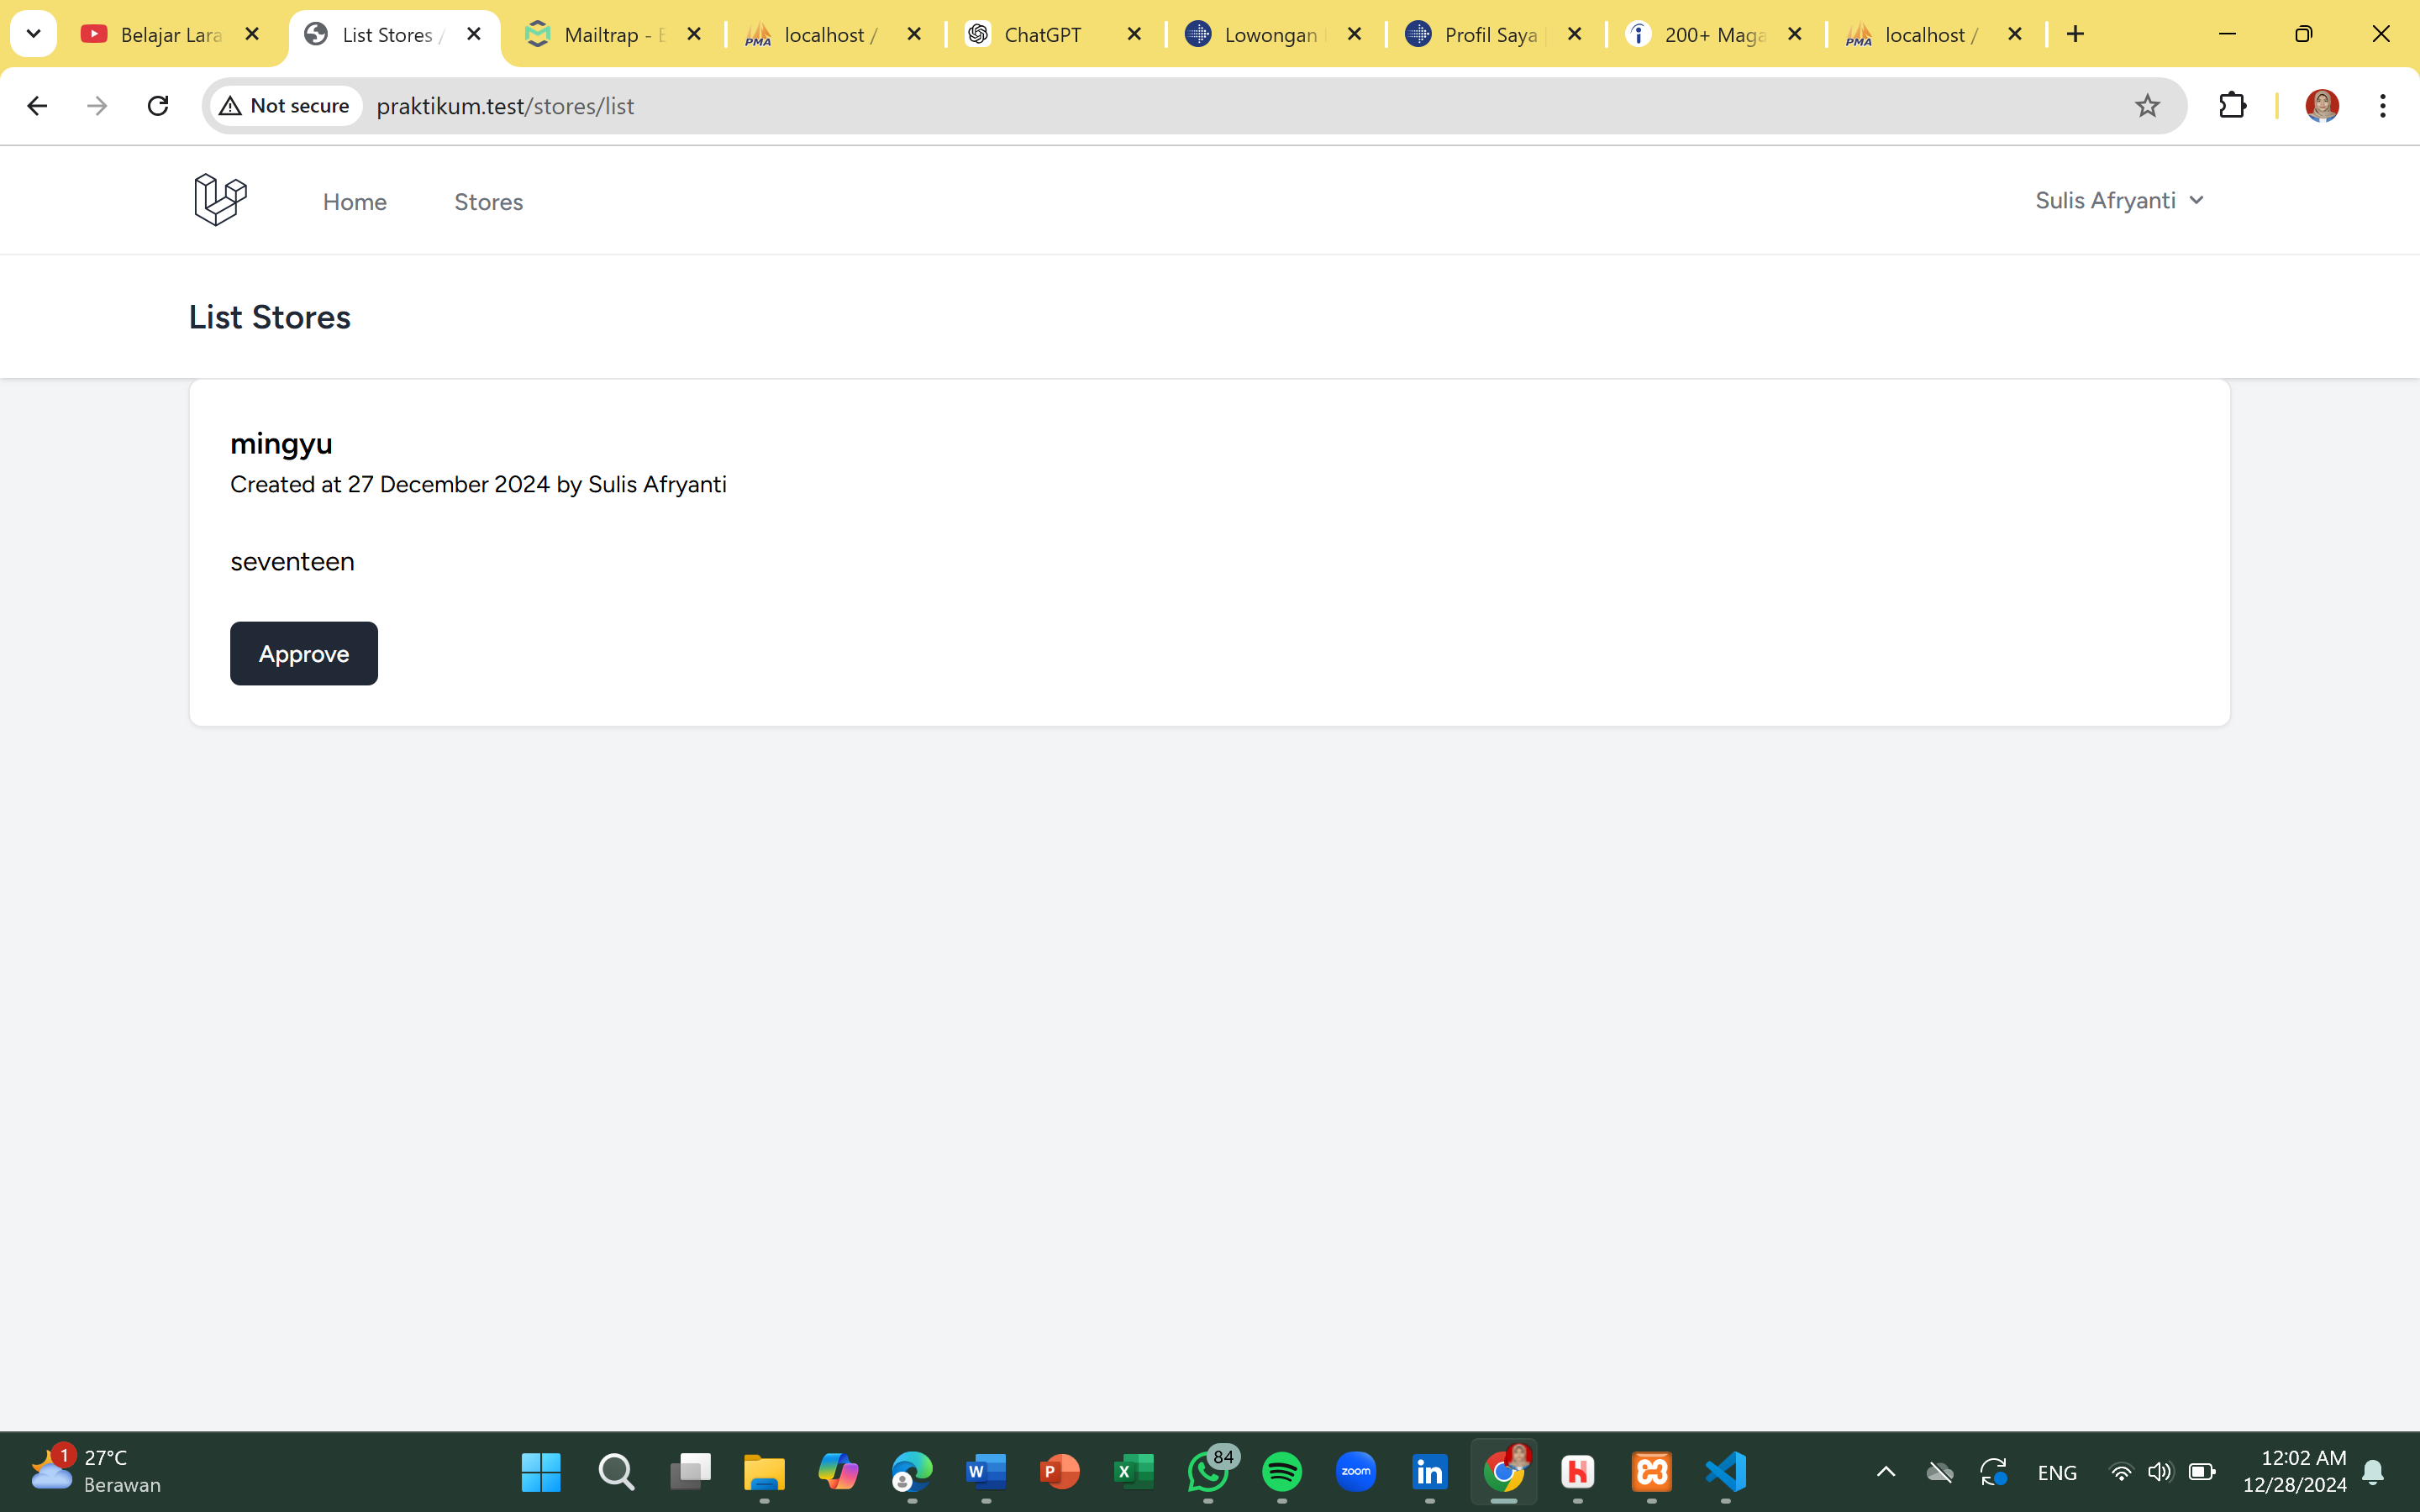 Belajar Lara
List Stores /
Mailtrap - E
localhost /
ChatGPT
Lowongan
Profil Saya
200+ Maga
localhost /
Not secure
praktikum.test/stores/list
Home
Stores
Sulis Afryanti
List Stores
mingyu
Created at 27 December 2024 by Sulis Afryanti
seventeen
Approve
1
27°C
Berawan
84
zoom
ENG
12:02 AM
12/28/2024